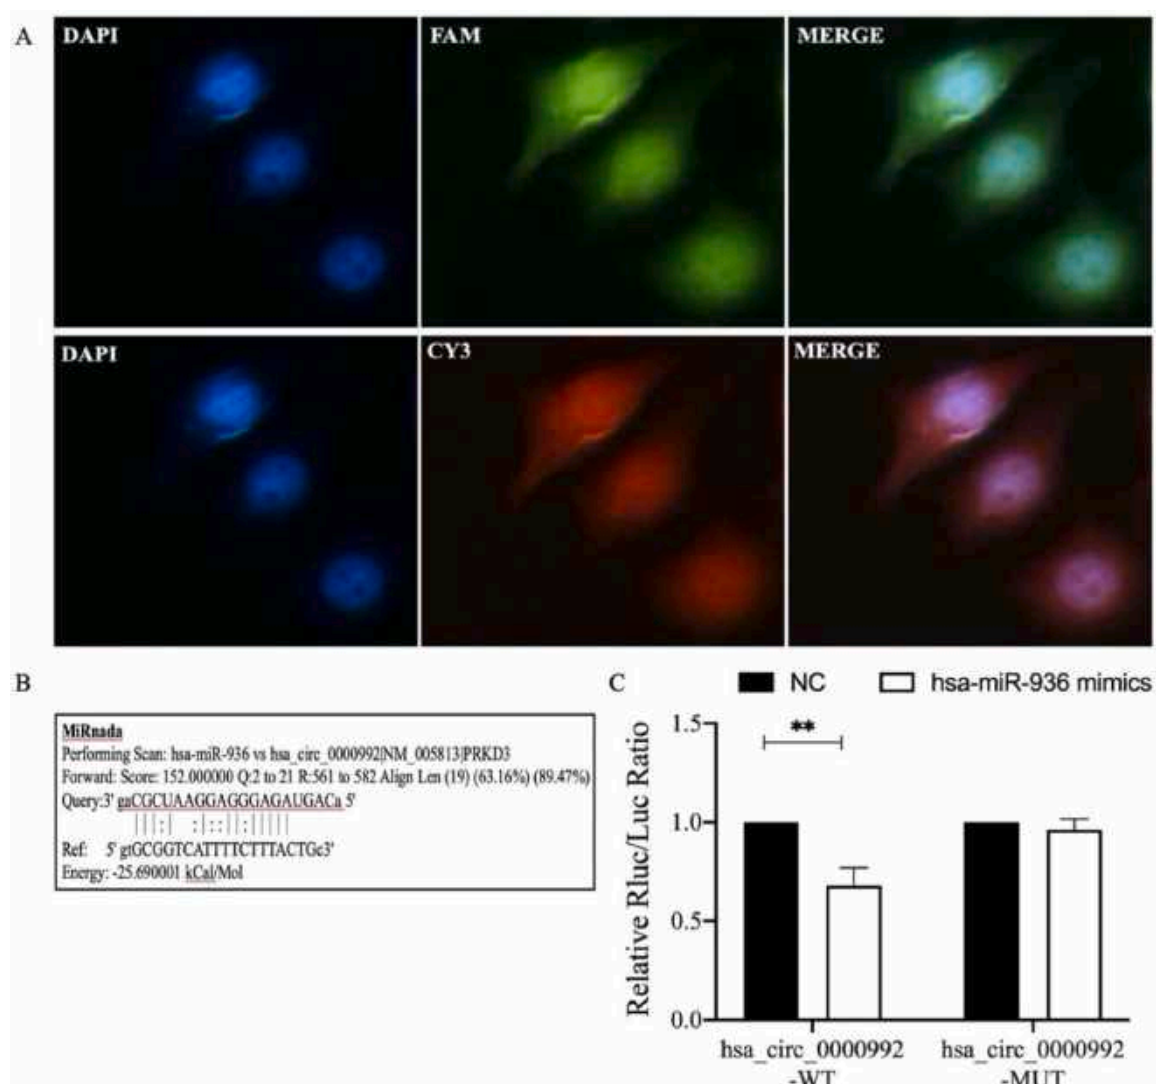 A
DAPI
FAM
MERGE
DAPI
CY3
MERGE
B
MiRnada
Performing Scan: hsa-miR-936 vs hsa_circ_0000992|NM_005813|PRKD3
Forward: Score: 152.000000 Q:2 to 21 R:561 to 582 Align Len (19) (63.16%) (89.47%)
Query:3' gaCGCUAAGGAGGGAGAUGACa 5'
|||:| :|::||:|||||
Ref: 5' gtGCGGTCATTTTCTTTACTGc3'
Energy: -25.690001 kCal/Mol
C
NC
hsa-miR-936 mimics
Relative Rluc/Luc Ratio
1.5
**
1.0
0.5
0.0
hsa_circ_0000992
-WT
hsa_circ_0000992
-MUT